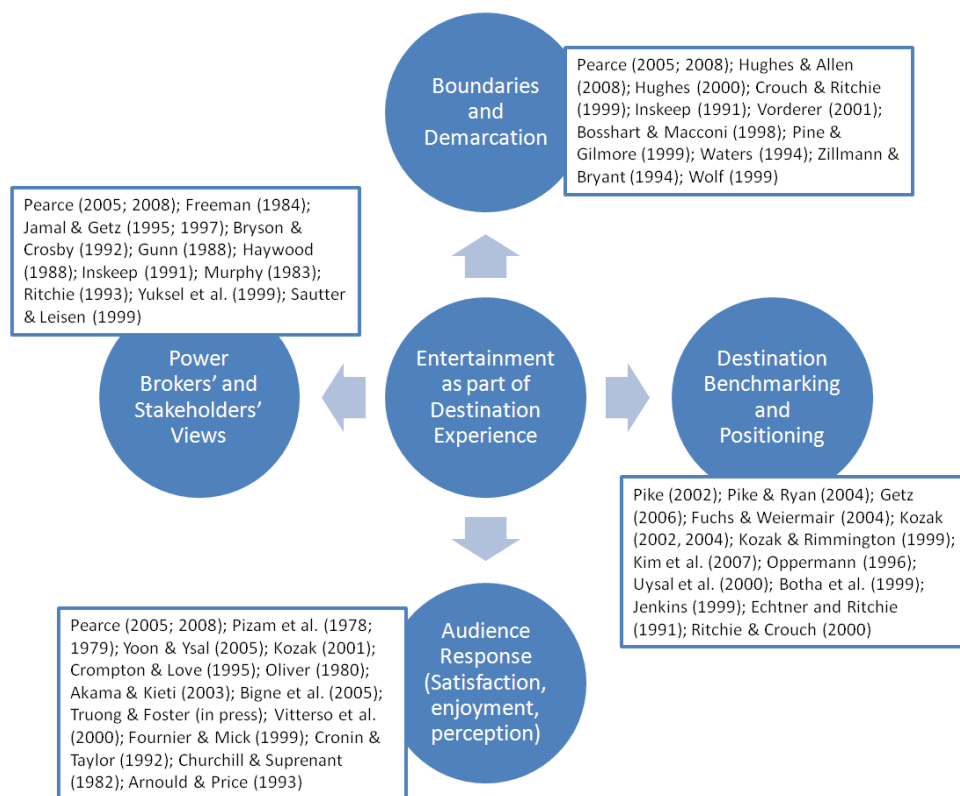 Boundaries
and
Demarcation
Pearce (2005; 2008); Hughes & Allen
(2008); Hughes (2000); Crouch & Ritchie
(1999); Inskeep (1991); Vorderer (2001);
Bosshart & Macconi (1998); Pine &
Gilmore (1999); Waters (1994); Zillmann &
Bryant (1994); Wolf (1999)
Pearce (2005; 2008); Freeman (1984);
Jamal & Getz (1995; 1997); Bryson &
Crosby (1992); Gunn (1988); Haywood
(1988); Inskeep (1991); Murphy (1983);
Ritchie (1993); Yuksel et al. (1999); Sautter
& Leisen (1999)
Power
Brokers’ and
Stakeholders’
Views
Entertainment
as part of
Destination
Experience
Destination
Benchmarking
and
Positioning
Pike (2002); Pike & Ryan (2004); Getz
(2006); Fuchs & Weiermair (2004); Kozak
(2002, 2004); Kozak & Rimmington (1999);
Kim et al. (2007); Oppermann (1996);
Uysal et al. (2000); Botha et al. (1999);
Jenkins (1999); Echtner and Ritchie
(1991); Ritchie & Crouch (2000)
Pearce (2005; 2008); Pizam et al. (1978;
1979); Yoon & Ysal (2005); Kozak (2001);
Crompton & Love (1995); Oliver (1980);
Akama & Kieti (2003); Bigne et al. (2005);
Truong & Foster (in press); Vitterso et al.
(2000); Fournier & Mick (1999); Cronin &
Taylor (1992); Churchill & Suprenant
(1982); Arnould & Price (1993)
Audience
Response
(Satisfaction,
enjoyment,
perception)